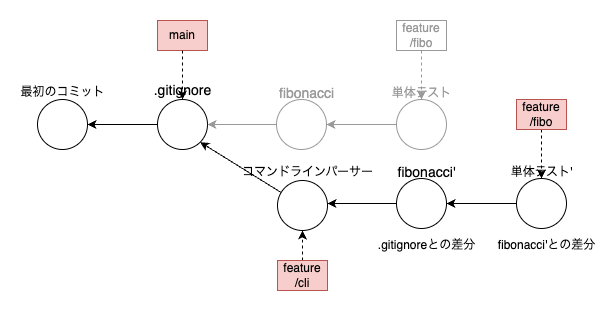 main
feature
/fibo
最初のコミット
.gitignore
fibonacci
単体テスト
feature
/fibo
コマンドラインパーサー
fibonacci'
単体テスト'
.gitignoreとの差分
fibonacci'との差分
feature
/cli